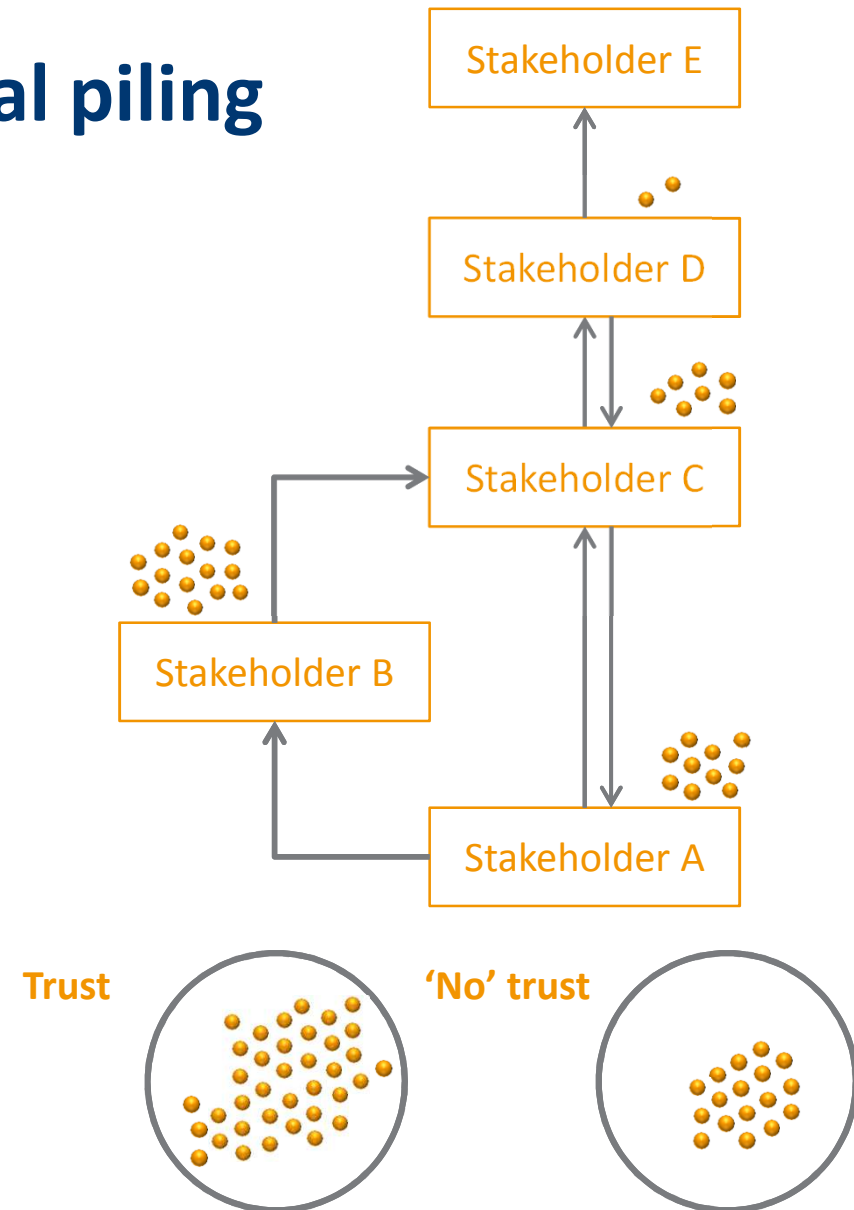 al piling
Stakeholder E
Stakeholder D
Stakeholder C
Stakeholder B
Stakeholder A
Trust
‘No’ trust